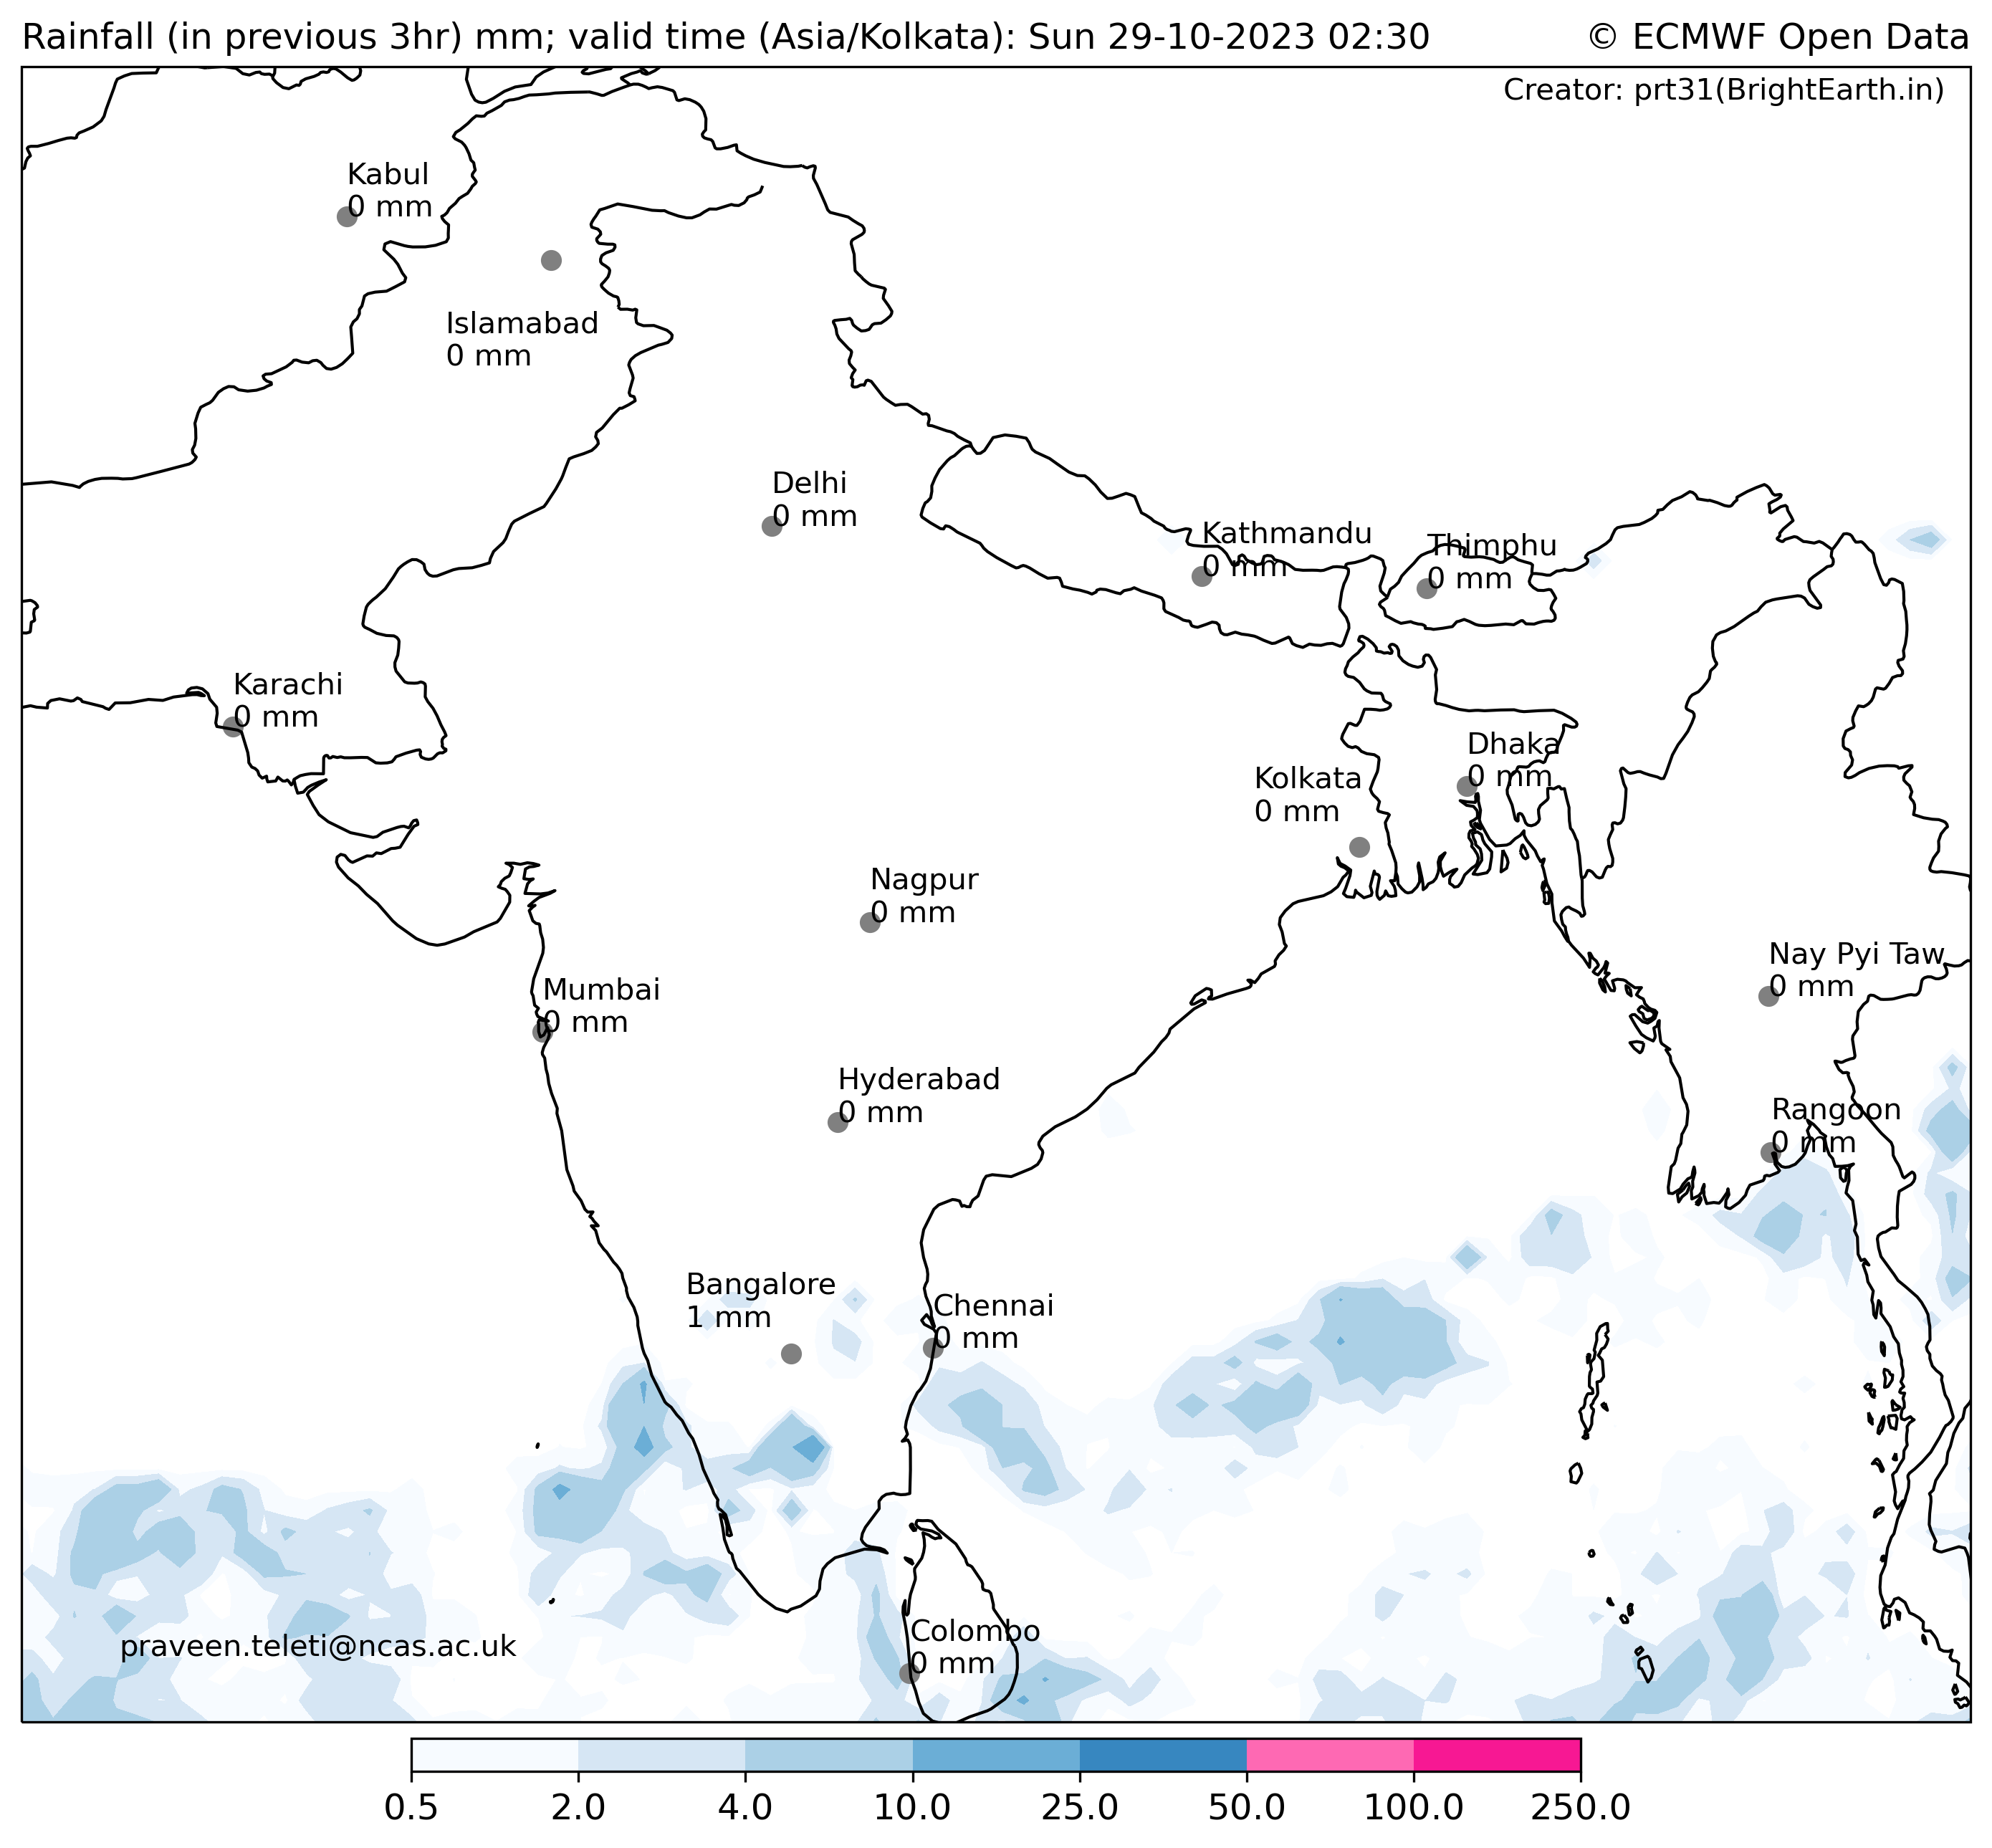 Rainfall (in previous 3hr) mm; valid time (Asia/Kolkata): Sun 29-10-2023 02:30
© ECMWF Open Data
Creator: prt31(BrightEarth.in)
Kabul
0 mm
Islamabad
0 mm
Delhi
0 mm
Kathmandu
0 mm
Thimphu
0 mm
Karachi
0 mm
Dhaka
0 mm
Kolkata
0 mm
Nagpur
0 mm
Nay Pyi Taw
0 mm
Mumbai
0 mm
Hyderabad
0 mm
Rangoon
0 mm
Bangalore
1 mm
Chennai
0 mm
Colombo
0 mm
praveen.teleti@ncas.ac.uk
0.5 2.0 4.0 10.0 25.0 50.0 100.0 250.0